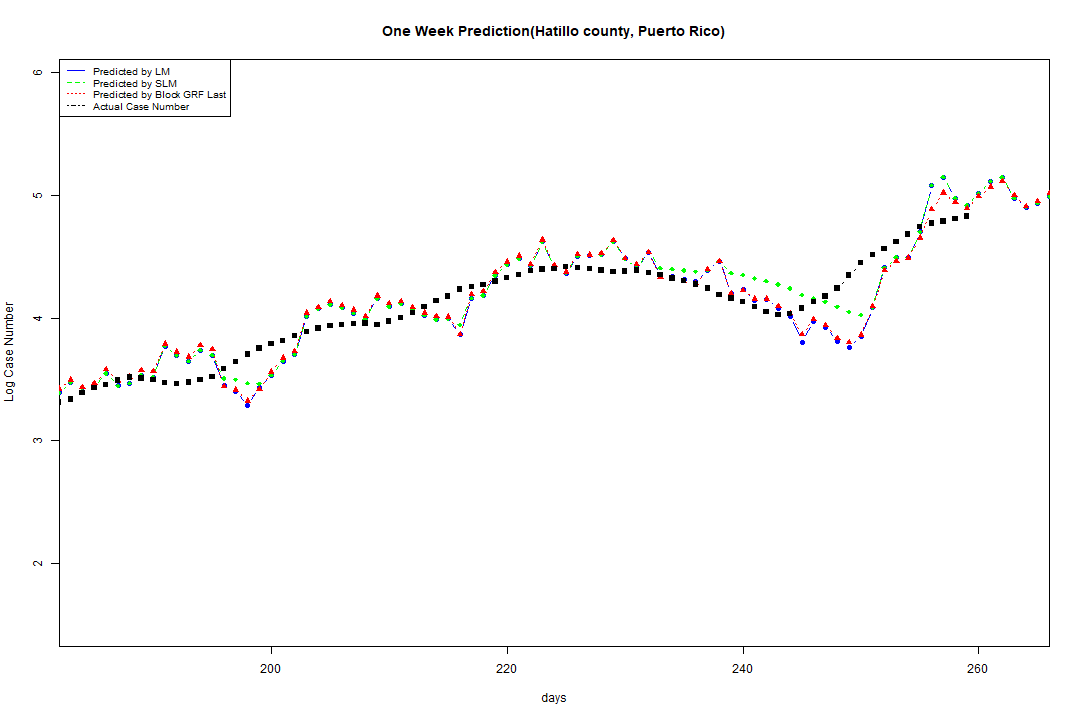 One Week Prediction(Hatillo county, Puerto Rico)
Predicted by LM
Predicted by SLM
Predicted by Block GRF Last
Actual Case Number
6
5
4
3
2
Log Case Number
200
220
240
260
days